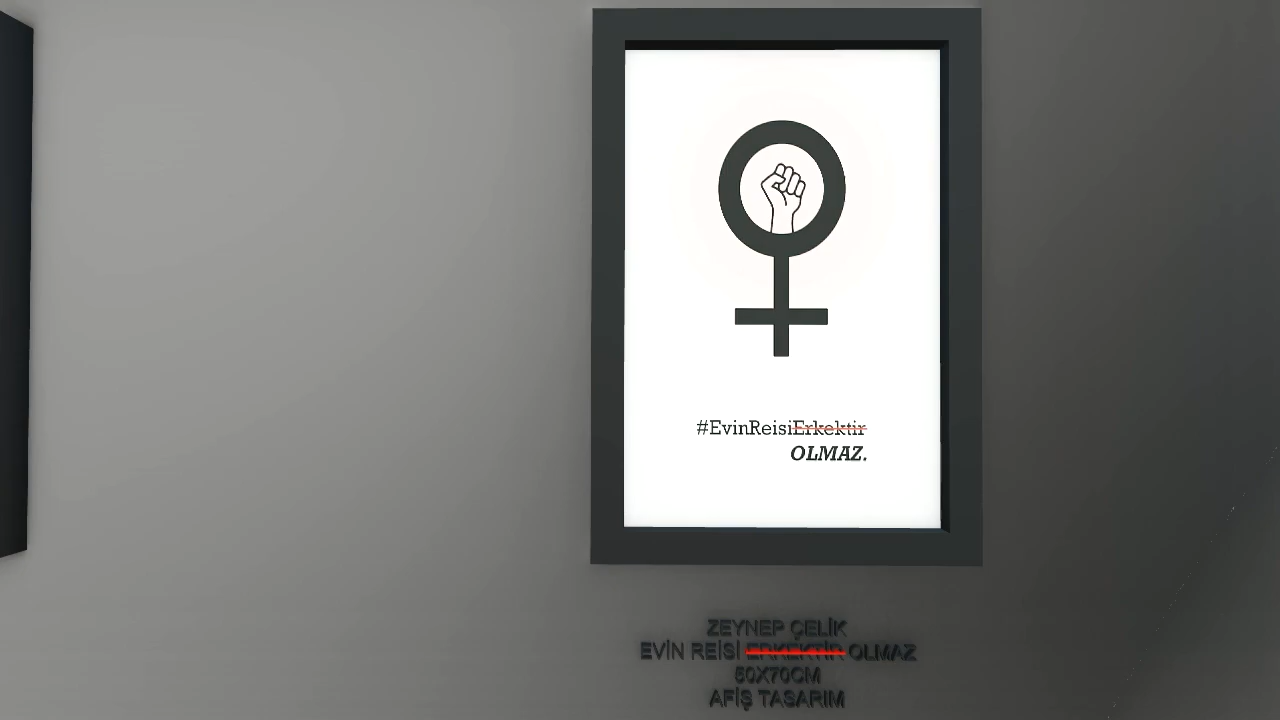 #EvinReisiErkektir
OLMAZ.
ZEYNEP ÇELİK
EVİN REİSİ ERKEKTİR OLMAZ
50X70CM
AFİŞ TASARIM